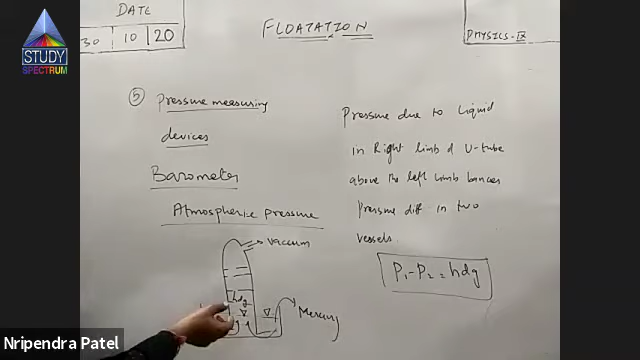 DATE
30 10 20
FLOATATION
PHYSICS-IX
STUDY
SPECTRUM
⑤ Pressure measuring
devices
Barometer
Atmospheric pressure
vacuum
hdg
Mercury
Pressure due to liquid
in Right limb of U-tube
above the left limb bances
Pressure diff in two
vessels.
P₁-P₂ = hdg
Nripendra Patel